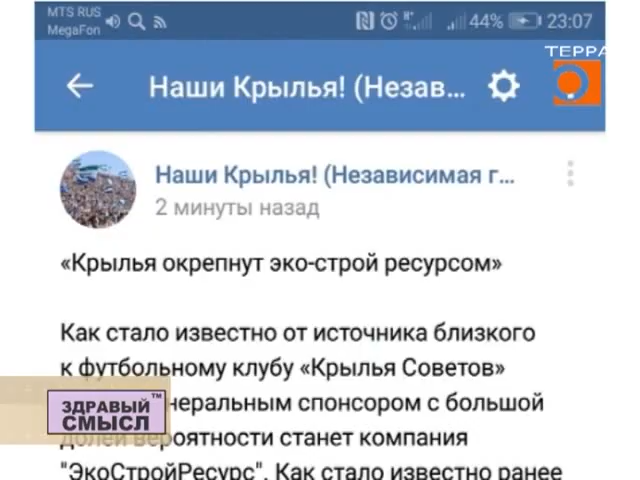 MTS RUS
MegaFon
44% 23:07
ТЕРРА
Наши Крылья! (Незав...
Наши Крылья! (Независимая г...
2 минуты назад
«Крылья окрепнут эко-строй ресурсом»
Как стало известно от источника близкого
к футбольному клубу «Крылья Советов»
неральным спонсором с большой
долей вероятности станет компания
"ЭкоСтройРесурс". Как стало известно ранее
ЗДРАВЫЙ™
СМЫСЛ